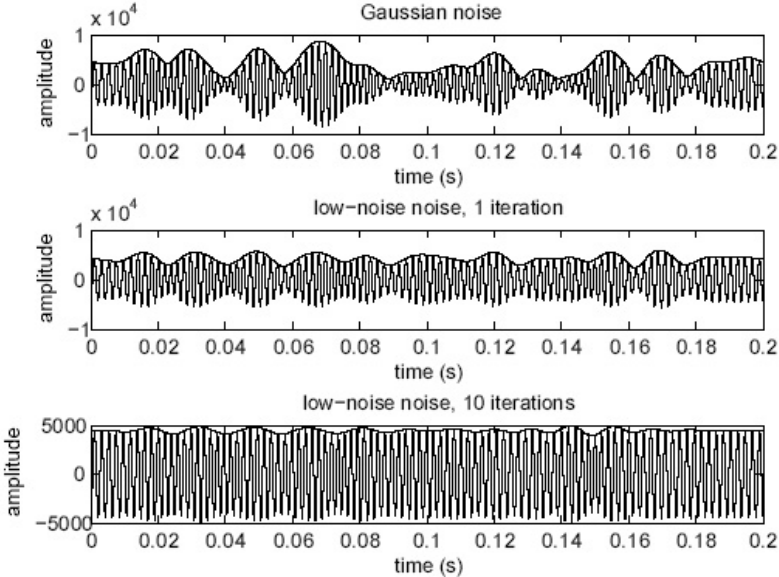 Gaussian noise
x 10^4
1
0
−1
amplitude
0 0.02 0.04 0.06 0.08 0.1 0.12 0.14 0.16 0.18 0.2
time (s)
low−noise noise, 1 iteration
x 10^4
1
0
−1
amplitude
0 0.02 0.04 0.06 0.08 0.1 0.12 0.14 0.16 0.18 0.2
time (s)
low−noise noise, 10 iterations
5000
0
−5000
amplitude
0 0.02 0.04 0.06 0.08 0.1 0.12 0.14 0.16 0.18 0.2
time (s)